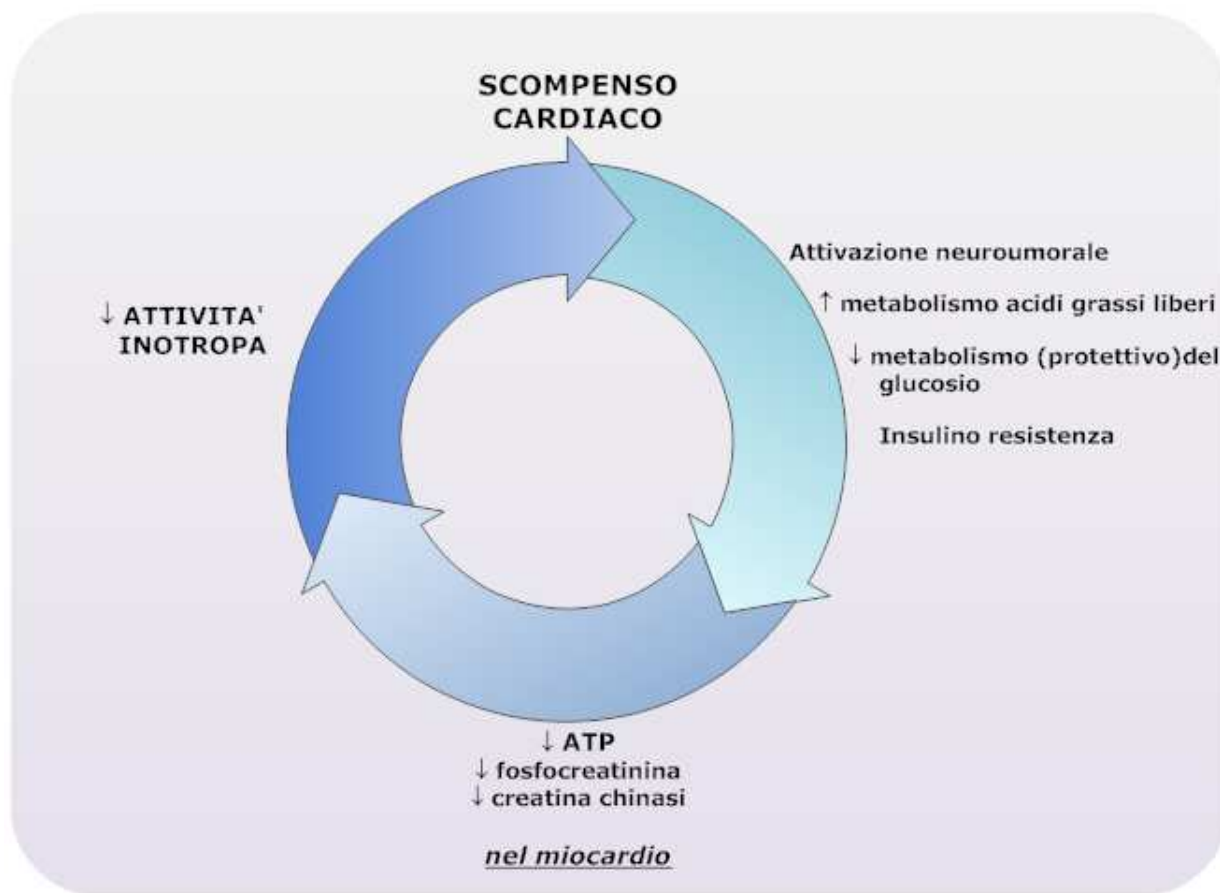 SCOMPENSO
CARDIACO
Attivazione neuroumorale
↑ metabolismo acidi grassi liberi
↓ metabolismo (protettivo)del
glucosio
Insulino resistenza
↓ ATTIVITA'
INOTROPA
↓ ATP
↓ fosfocreatinina
↓ creatina chinasi
nel miocardio